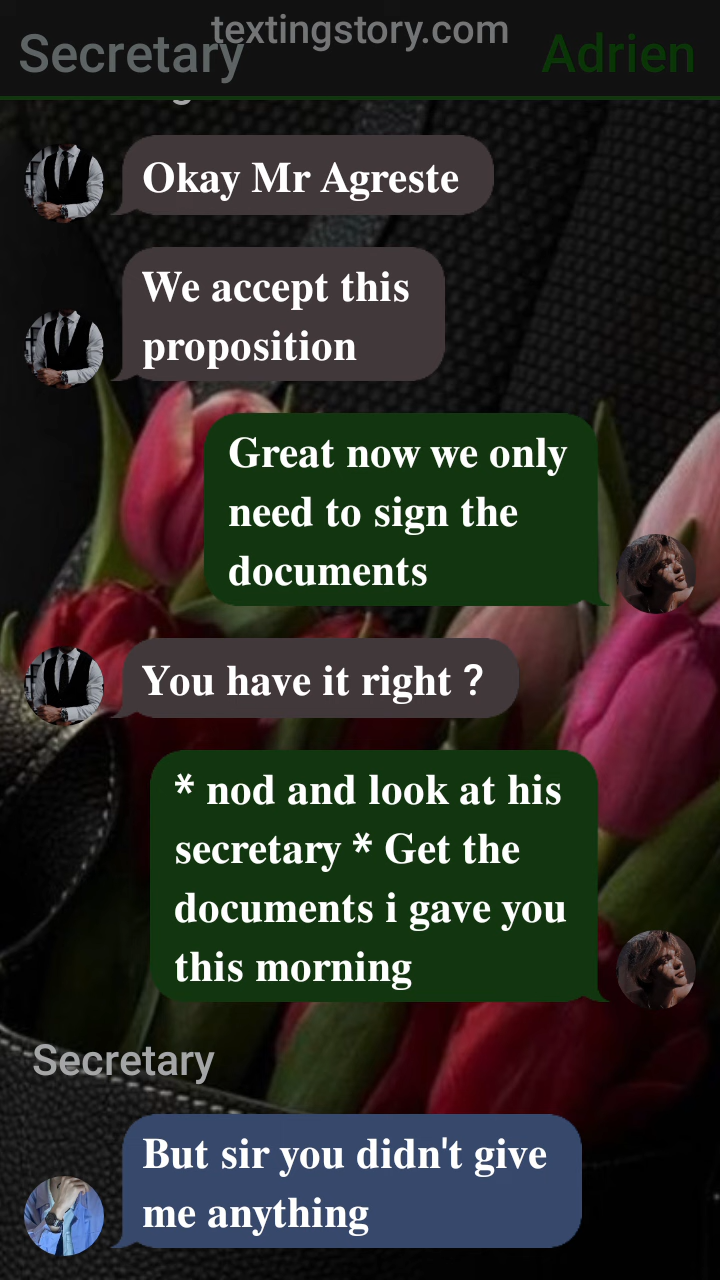 textingstory.com
Secretary
Adrien
Okay Mr Agreste
We accept this
proposition
Great now we only
need to sign the
documents
You have it right ?
* nod and look at his
secretary * Get the
documents i gave you
this morning
Secretary
But sir you didn't give
me anything